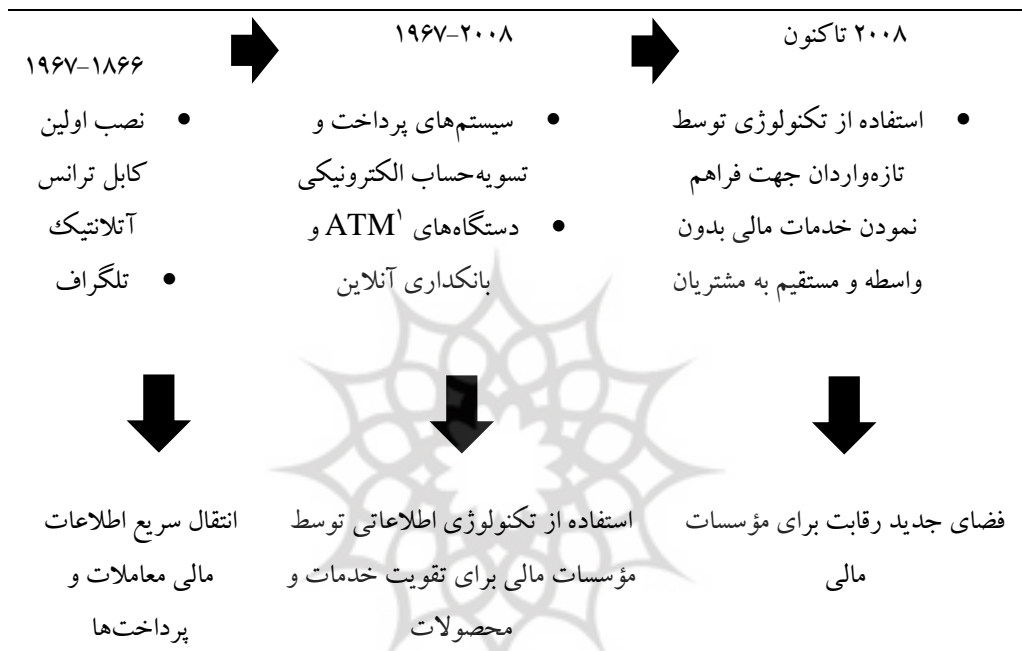 ۱۹۶۷-۱۸۶۶
• نصب اولین
کابل ترانس
آتلانتیک
• تلگراف
انتقال سریع اطلاعات
مالی معاملات و
پرداخت‌ها
۱۹۶۷-۲۰۰۸
• سیستم‌های پرداخت و
تسویه‌حساب الکترونیکی
• دستگاه‌های ATM۱ و
بانکداری آنلاین
استفاده از تکنولوژی اطلاعاتی توسط
مؤسسات مالی برای تقویت خدمات و
محصولات
۲۰۰۸ تاکنون
• استفاده از تکنولوژی توسط
تازه‌واردان جهت فراهم
نمودن خدمات مالی بدون
واسطه و مستقیم به مشتریان
فضای جدید رقابت برای مؤسسات
مالی